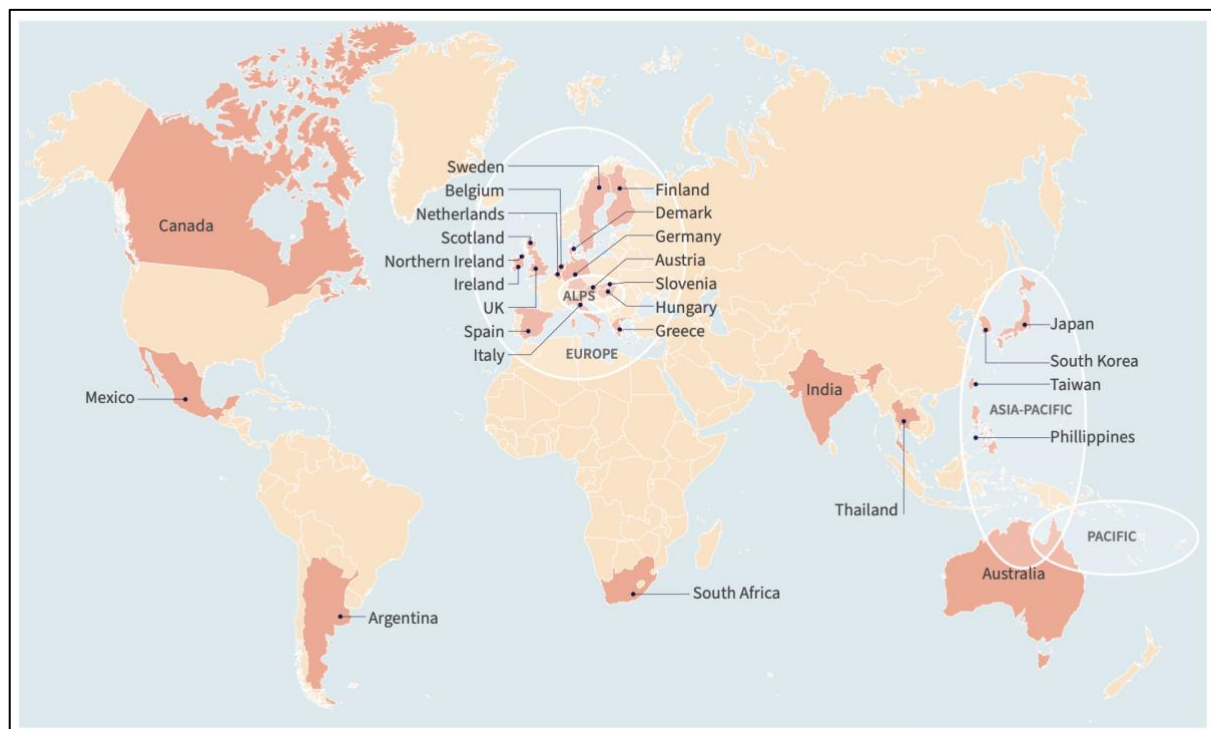 Sweden
Belgium
Netherlands
Scotland
Northern Ireland
Ireland
UK
Spain
Italy
Finland
Demark
Germany
Austria
Slovenia
Hungary
Greece
ALPS
EUROPE
Canada
Mexico
Argentina
South Africa
India
Thailand
Japan
South Korea
Taiwan
ASIA-PACIFIC
Phillippines
PACIFIC
Australia